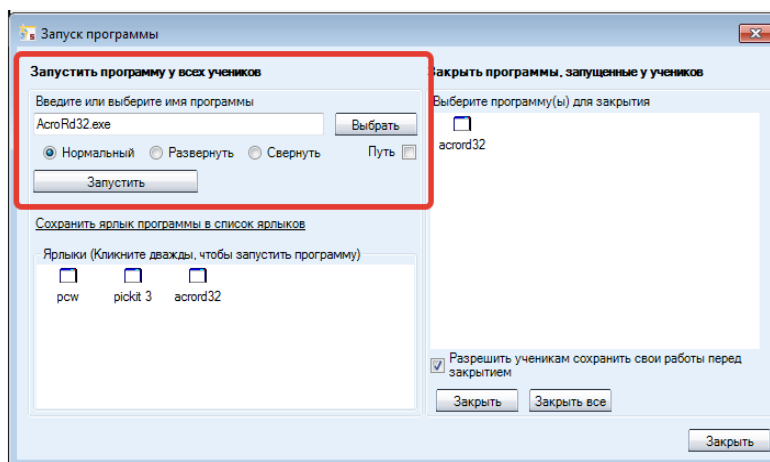 Запуск программы
Запустить программу у всех учеников
Введите или выберите имя программы
AcroRd32.exe
Выбрать
Нормальный Развернуть Свернуть Путь
Запустить
Сохранить ярлык программы в список ярлыков
Ярлыки (Кликните дважды, чтобы запустить программу)
pcw pickit 3 acrord32
Закрыть программы, запущенные у учеников
Выберите программу(ы) для закрытия
acrord32
Разрешить ученикам сохранить свои работы перед
закрытием
Закрыть Закрыть все
Закрыть